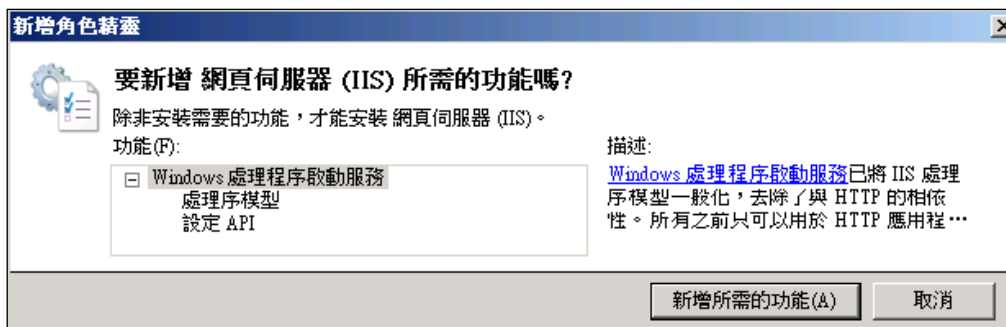 新增角色精靈
要新增 網頁伺服器 (IIS) 所需的功能嗎?
除非安裝需要的功能，才能安裝 網頁伺服器 (IIS)。
功能(F):
Windows 處理程序啟動服務
處理序模型
設定 API
描述:
Windows 處理程序啟動服務已將 IIS 處理
序模型一般化，去除了與 HTTP 的相依
性。所有之前只可以用於 HTTP 應用程…
新增所需的功能(A)
取消